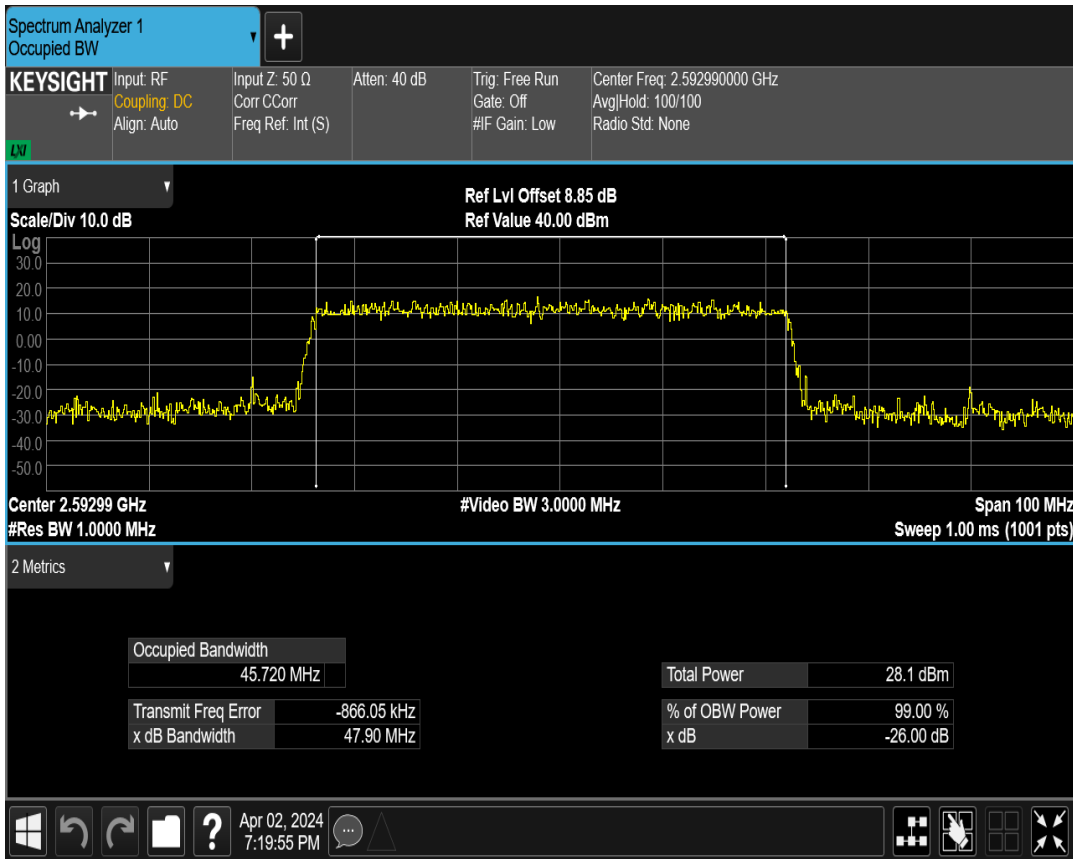 Spectrum Analyzer 1
Occupied BW
+
KEYSIGHT
LXI
Input: RF
Coupling: DC
Align: Auto
Input Z: 50 Ω
Corr CCorr
Freq Ref: Int (S)
Atten: 40 dB
Trig: Free Run
Gate: Off
#IF Gain: Low
Center Freq: 2.592990000 GHz
Avg|Hold: 100/100
Radio Std: None
1 Graph
Scale/Div 10.0 dB
Ref Lvl Offset 8.85 dB
Ref Value 40.00 dBm
Log
30.0
20.0
10.0
0.00
-10.0
-20.0
-30.0
-40.0
-50.0
Center 2.59299 GHz
#Video BW 3.0000 MHz
Span 100 MHz
#Res BW 1.0000 MHz
Sweep 1.00 ms (1001 pts)
2 Metrics
Occupied Bandwidth
45.720 MHz
Total Power 28.1 dBm
Transmit Freq Error -866.05 kHz
% of OBW Power 99.00 %
x dB Bandwidth 47.90 MHz
x dB -26.00 dB
?
Apr 02, 2024
7:19:55 PM